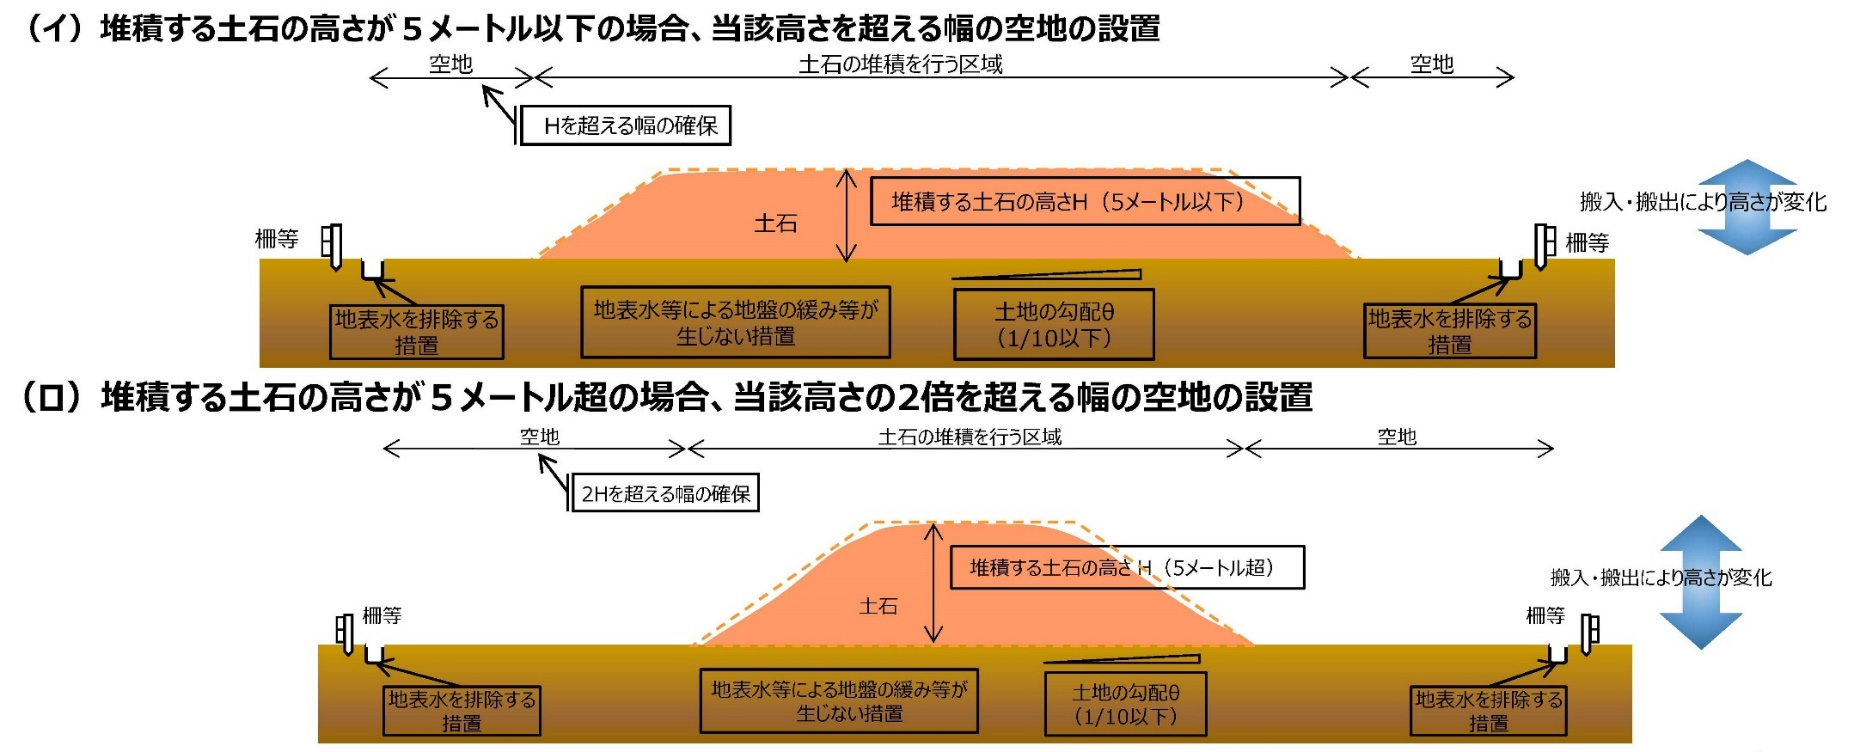 （イ）堆積する土石の高さが５メートル以下の場合、当該高さを超える幅の空地の設置
空地
土石の堆積を行う区域
空地
Hを超える幅の確保
堆積する土石の高さH（5メートル以下）
土石
搬入・搬出により高さが変化
柵等
柵等
地表水を排除する
措置
地表水等による地盤の緩み等が
生じない措置
土地の勾配θ
（1/10以下）
地表水を排除する
措置
（ロ）堆積する土石の高さが５メートル超の場合、当該高さの2倍を超える幅の空地の設置
空地
土石の堆積を行う区域
空地
2Hを超える幅の確保
堆積する土石の高さH（5メートル超）
土石
搬入・搬出により高さが変化
柵等
柵等
地表水を排除する
措置
地表水等による地盤の緩み等が
生じない措置
土地の勾配θ
（1/10以下）
地表水を排除する
措置